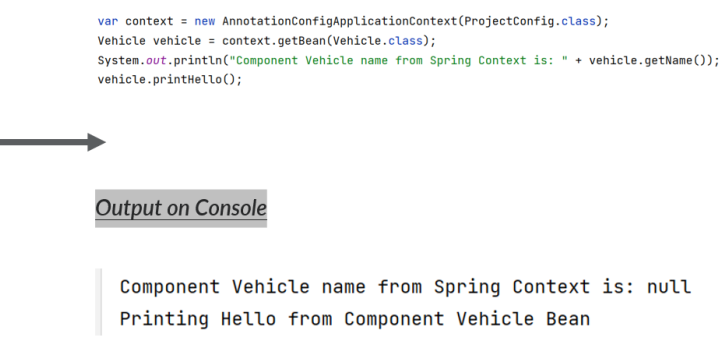 var context = new AnnotationConfigApplicationContext(ProjectConfig.class);
Vehicle vehicle = context.getBean(Vehicle.class);
System.out.println("Component Vehicle name from Spring Context is: " + vehicle.getName());
vehicle.printHello();
Output on Console
Component Vehicle name from Spring Context is: null
Printing Hello from Component Vehicle Bean